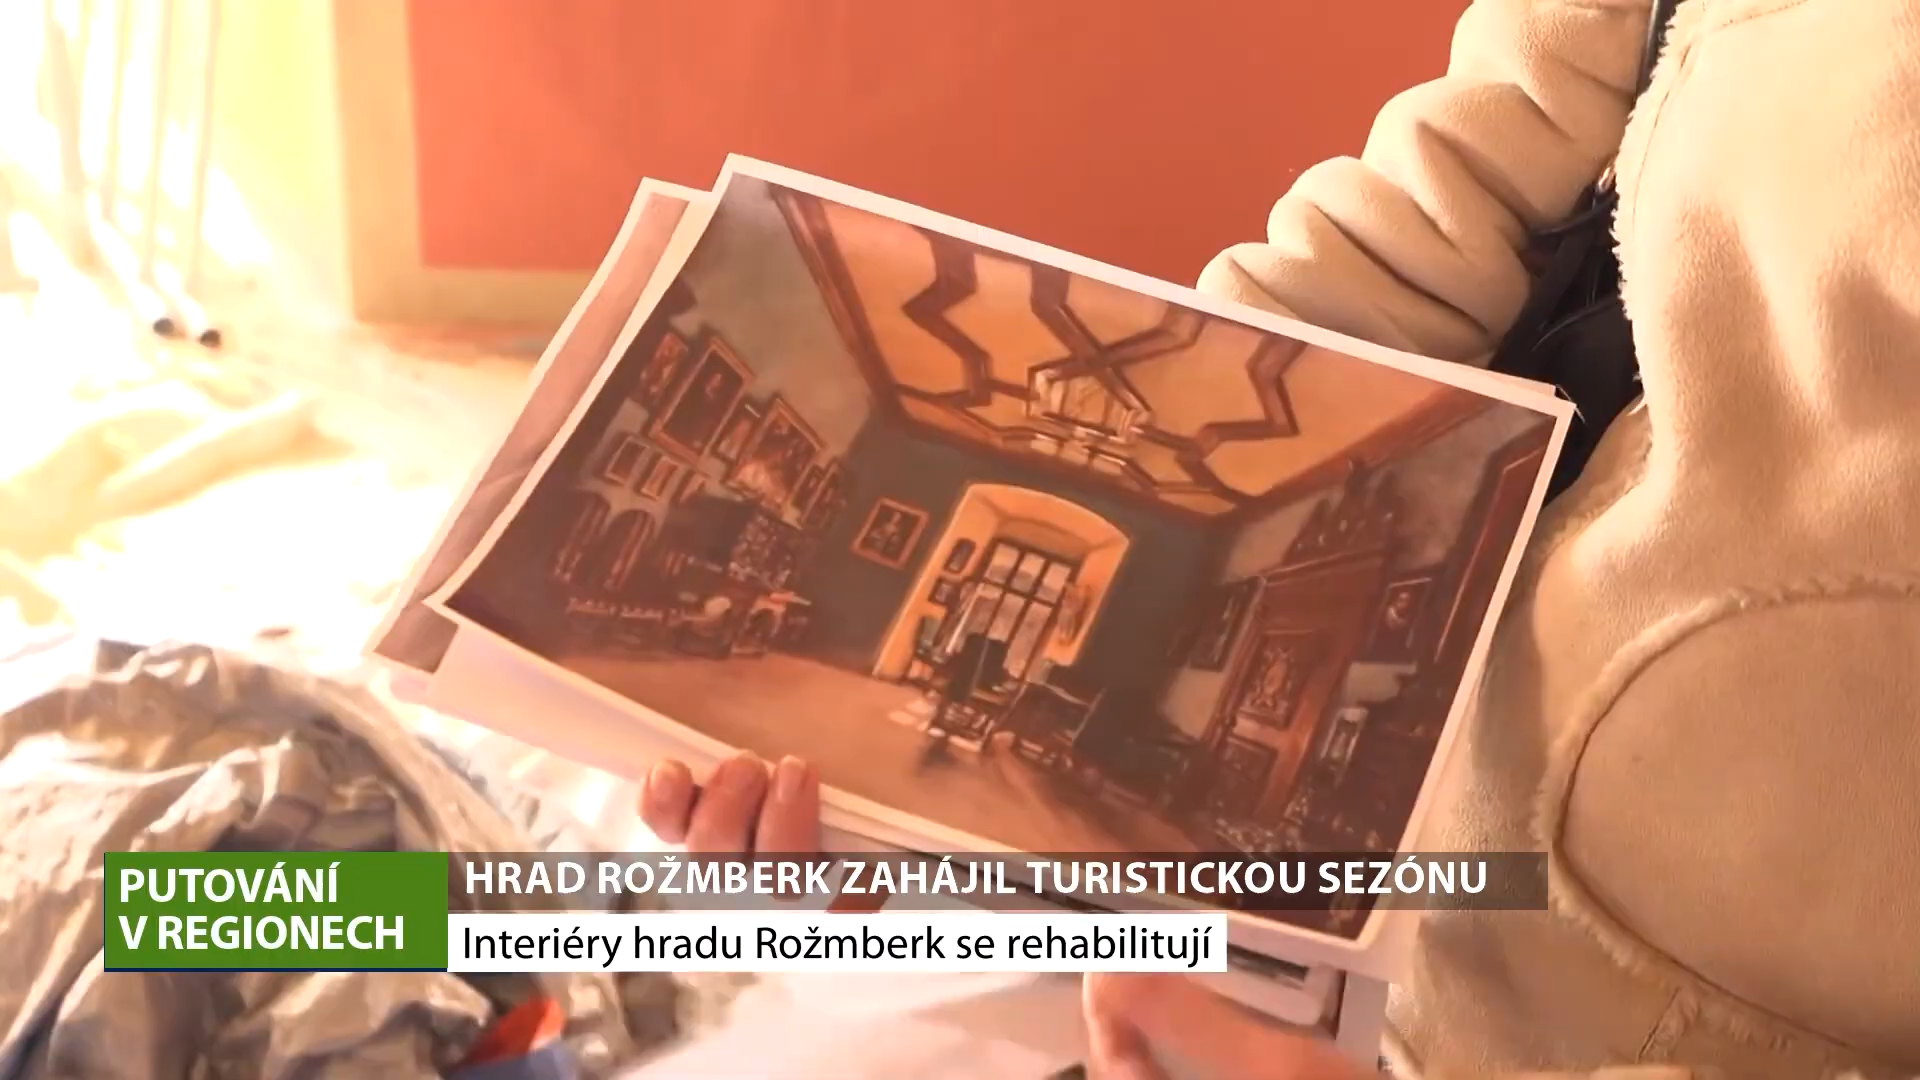 PUTOVÁNÍ
V REGIONECH
HRAD ROŽMBERK ZAHÁJIL TURISTICKOU SEZÓNU
Interiéry hradu Rožmberk se rehabilitují